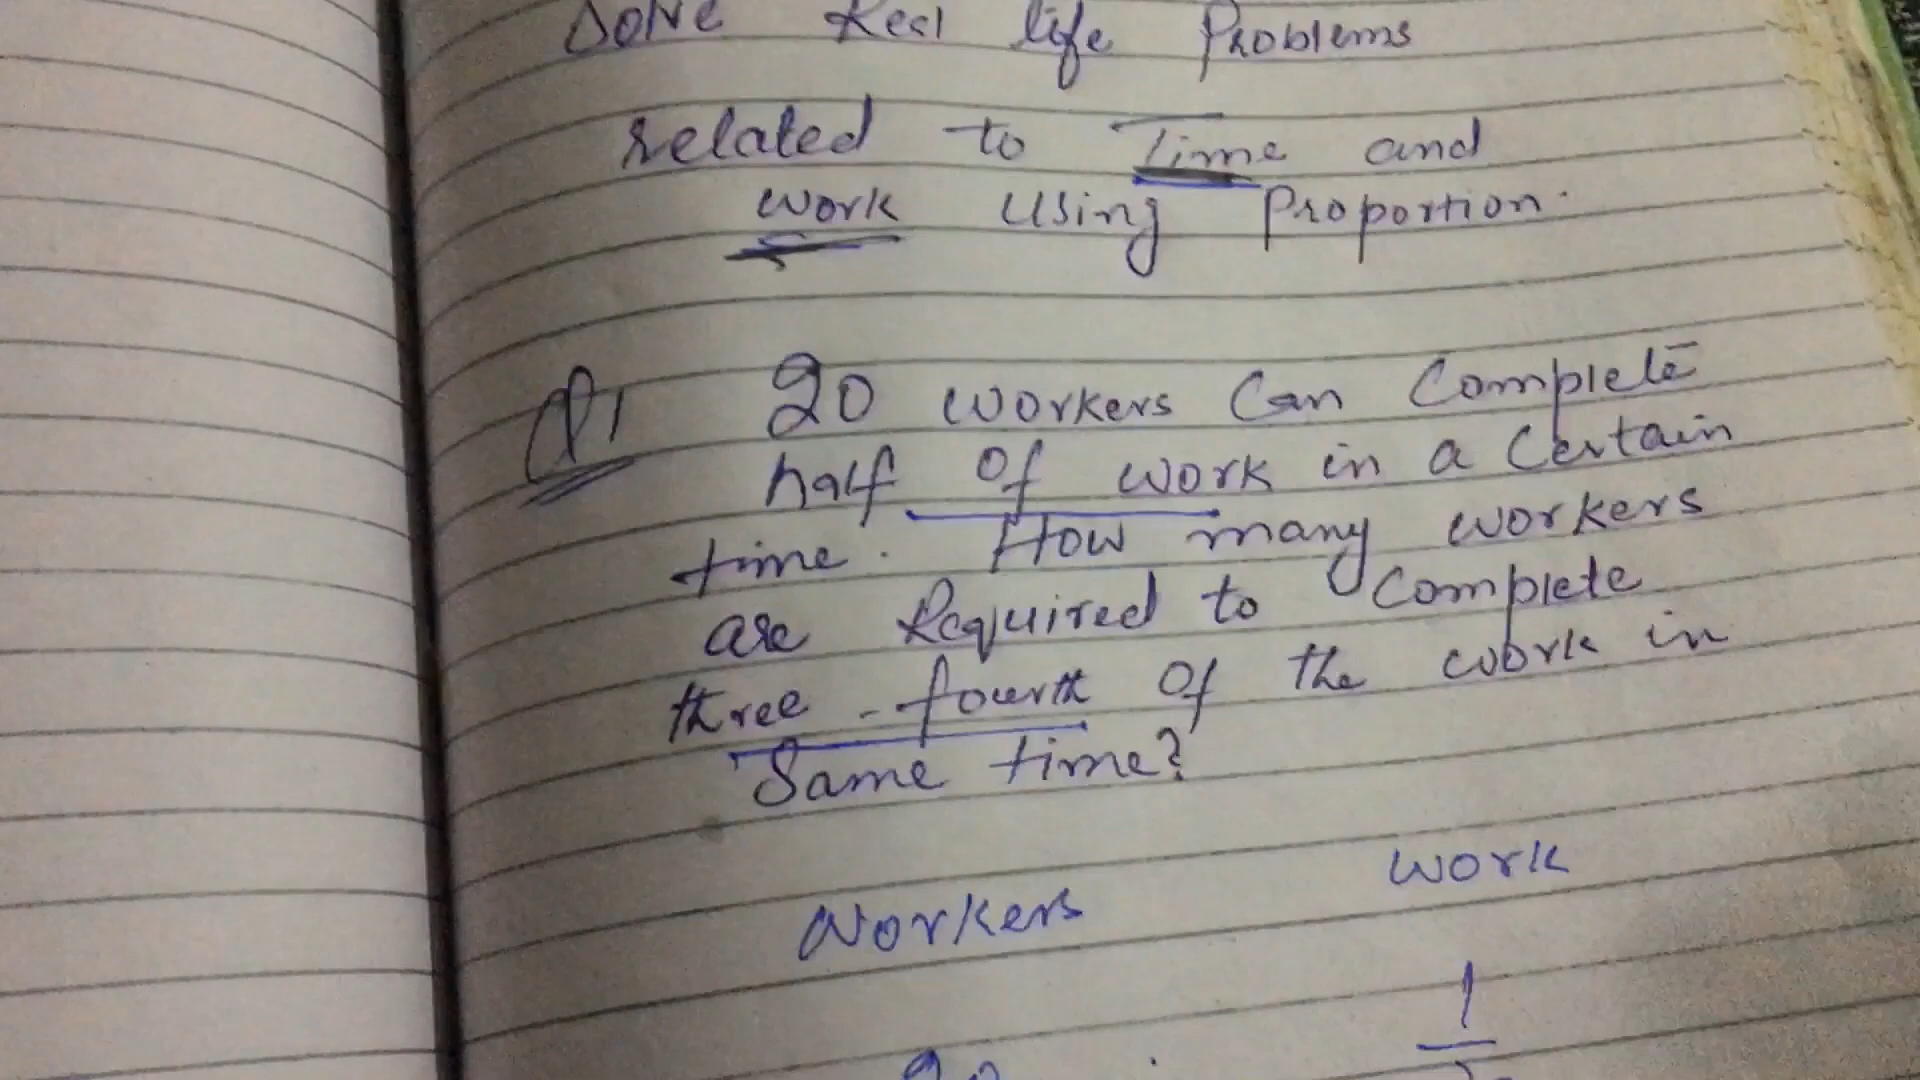 Solve Real life Problems
related to Time and
work using Proportion.
Q1 20 workers Can Complete
half of work in a Certain
time. How many workers
are Required to Complete
three-fourth of the work in
Same time?
Workers work
20 : 1